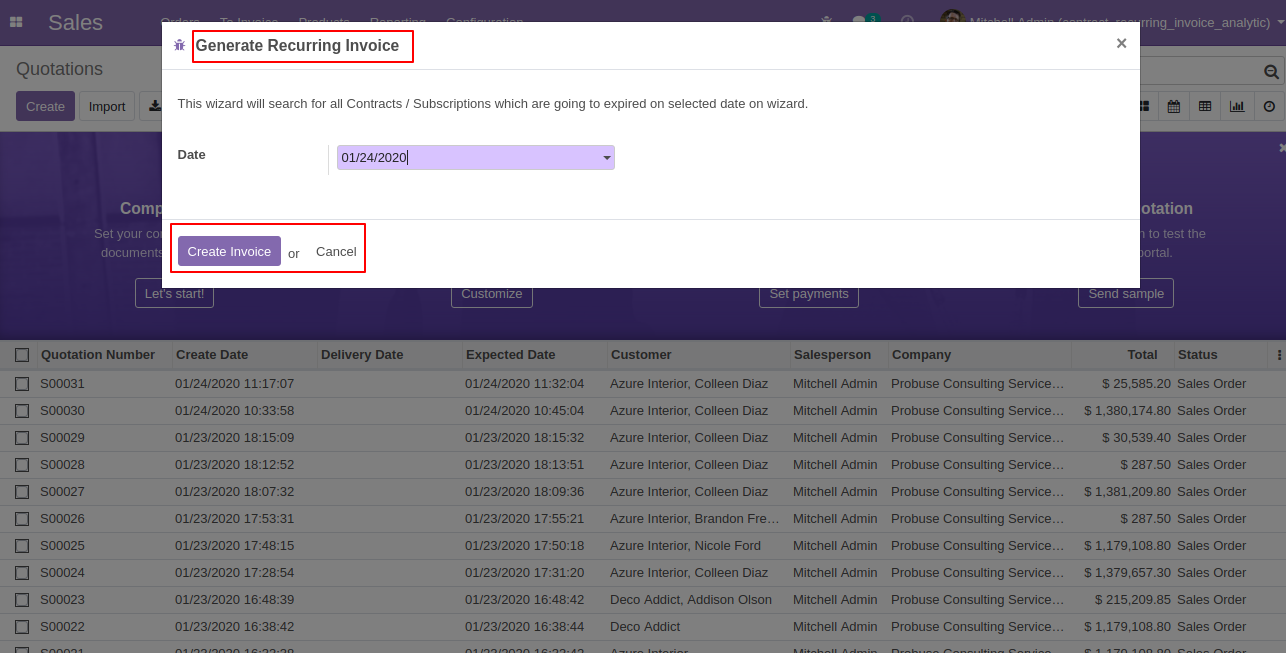 Sales Orders To Invoice Products Reporting Configuration 3 Mitchell Admin (contract_recurring_invoice_analytic)
Generate Recurring Invoice ×
Quotations
Create Import
This wizard will search for all Contracts / Subscriptions which are going to expired on selected date on wizard.
Date 01/24/2020
Comp otation
Set your co n to test the
documents portal.
Create Invoice or Cancel
Let's start! Customize Set payments Send sample
Quotation Number Create Date Delivery Date Expected Date Customer Salesperson Company Total Status
S00031 01/24/2020 11:17:07 01/24/2020 11:32:04 Azure Interior, Colleen Diaz Mitchell Admin Probuse Consulting Service… $ 25,585.20 Sales Order
S00030 01/24/2020 10:33:58 01/24/2020 10:45:04 Azure Interior, Colleen Diaz Mitchell Admin Probuse Consulting Service… $ 1,380,174.80 Sales Order
S00029 01/23/2020 18:15:09 01/23/2020 18:15:32 Azure Interior, Colleen Diaz Mitchell Admin Probuse Consulting Service… $ 30,539.40 Sales Order
S00028 01/23/2020 18:12:52 01/23/2020 18:13:51 Azure Interior, Colleen Diaz Mitchell Admin Probuse Consulting Service… $ 287.50 Sales Order
S00027 01/23/2020 18:07:32 01/23/2020 18:09:36 Azure Interior, Colleen Diaz Mitchell Admin Probuse Consulting Service… $ 1,381,209.80 Sales Order
S00026 01/23/2020 17:53:31 01/23/2020 17:55:21 Azure Interior, Brandon Fre… Mitchell Admin Probuse Consulting Service… $ 287.50 Sales Order
S00025 01/23/2020 17:48:15 01/23/2020 17:50:18 Azure Interior, Nicole Ford Mitchell Admin Probuse Consulting Service… $ 1,179,108.80 Sales Order
S00024 01/23/2020 17:28:54 01/23/2020 17:31:20 Azure Interior, Colleen Diaz Mitchell Admin Probuse Consulting Service… $ 1,379,657.30 Sales Order
S00023 01/23/2020 16:48:39 01/23/2020 16:48:42 Deco Addict, Addison Olson Mitchell Admin Probuse Consulting Service… $ 215,209.85 Sales Order
S00022 01/23/2020 16:38:42 01/23/2020 16:38:44 Deco Addict Mitchell Admin Probuse Consulting Service… $ 1,179,108.80 Sales Order